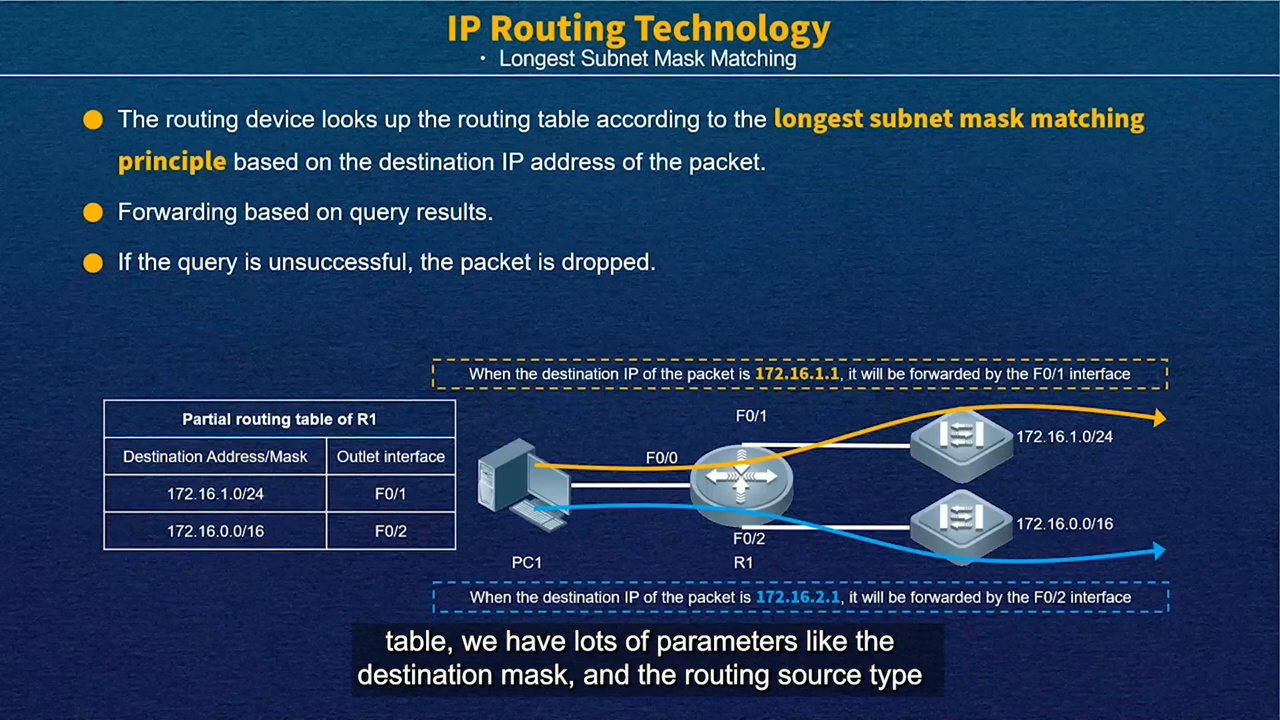 IP Routing Technology
· Longest Subnet Mask Matching
The routing device looks up the routing table according to the longest subnet mask matching
principle based on the destination IP address of the packet.
Forwarding based on query results.
If the query is unsuccessful, the packet is dropped.
When the destination IP of the packet is 172.16.1.1, it will be forwarded by the F0/1 interface
Partial routing table of R1
Destination Address/Mask Outlet interface
172.16.1.0/24 F0/1
172.16.0.0/16 F0/2
F0/1
172.16.1.0/24
F0/0
172.16.0.0/16
F0/2
PC1
R1
When the destination IP of the packet is 172.16.2.1, it will be forwarded by the F0/2 interface
table, we have lots of parameters like the
destination mask, and the routing source type